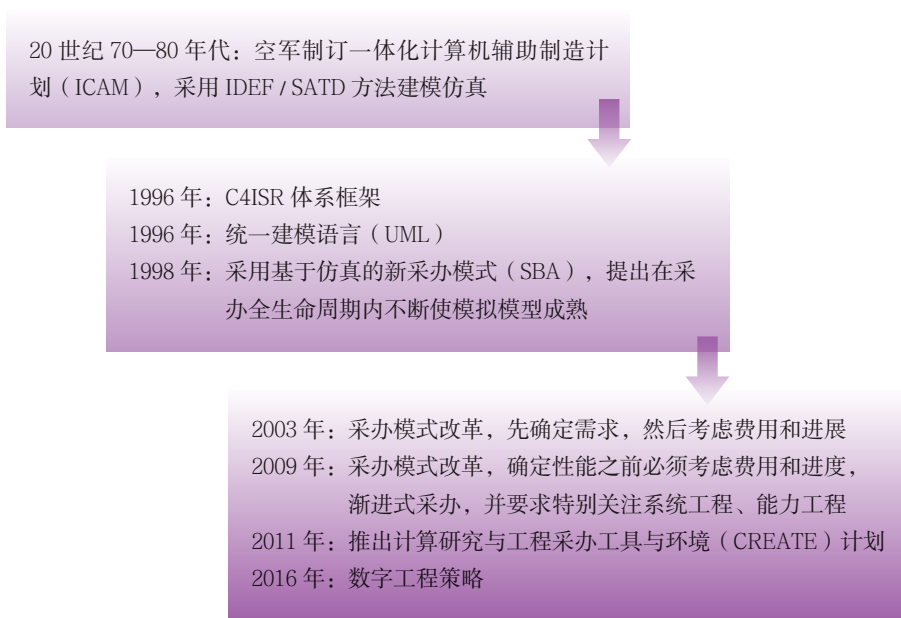 20 世纪 70—80 年代：空军制订一体化计算机辅助制造计
划（ICAM），采用 IDEF / SATD 方法建模仿真
1996 年：C4ISR 体系框架
1996 年：统一建模语言（UML）
1998 年：采用基于仿真的新采办模式（SBA），提出在采
办全生命周期内不断使模拟模型成熟
2003 年：采办模式改革，先确定需求，然后考虑费用和进展
2009 年：采办模式改革，确定性能之前必须考虑费用和进度，
渐进式采办，并要求特别关注系统工程、能力工程
2011 年：推出计算研究与工程采办工具与环境（CREATE）计划
2016 年：数字工程策略